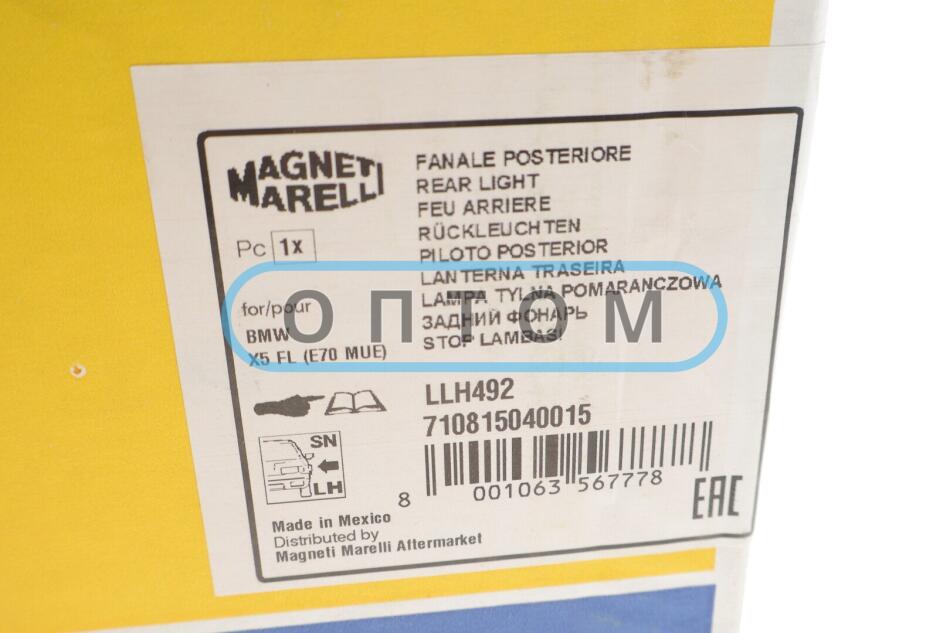 MAGNETI
MARELLI
Pc 1x
for/pour
BMW
X5 FL (E70 MUE)
FANALE POSTERIORE
REAR LIGHT
FEU ARRIERE
RÜCKLEUCHTEN
PILOTO POSTERIOR
LANTERNA TRASEIRA
LAMPA TYLNA POMARANCZOWA
ЗАДНИЙ ФОНАРЬ
STOP LAMBASI
ОПТОМ
LLH492
710815040015
SN
LH
8 001063 567778
EAC
Made in Mexico
Distributed by
Magneti Marelli Aftermarket